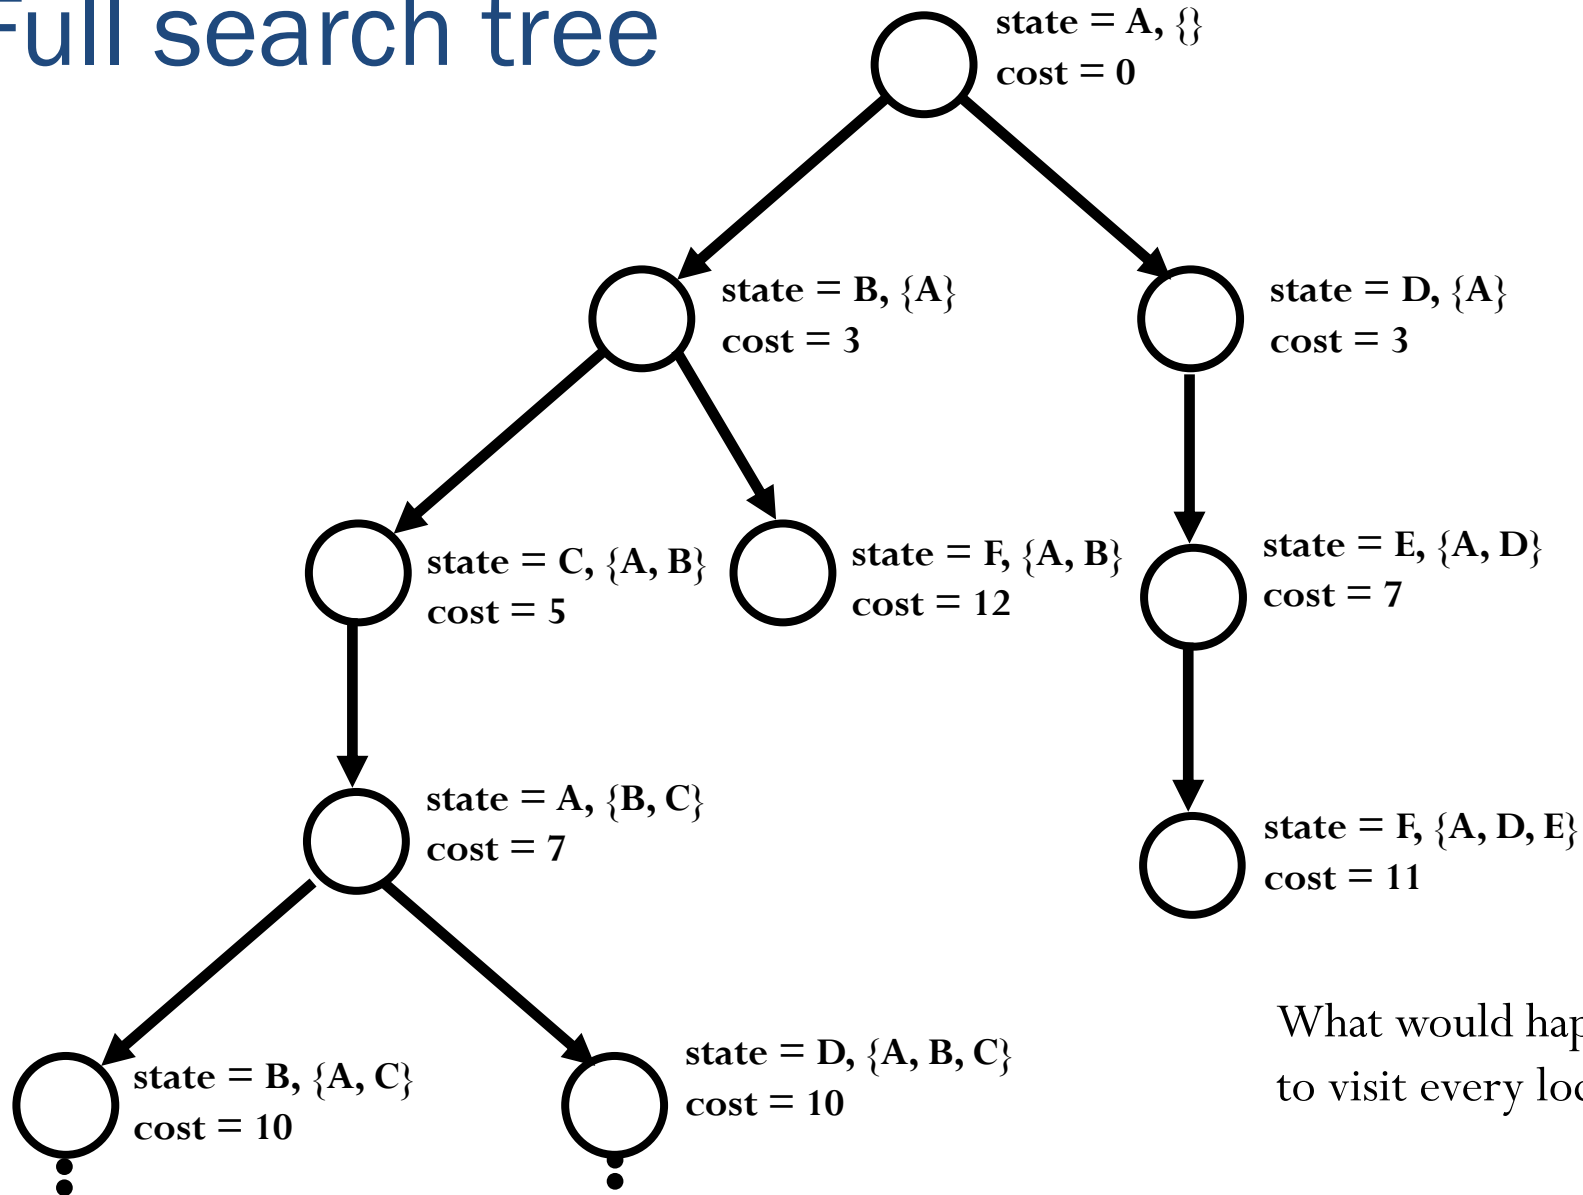 Full search tree
state = A, {}
cost = 0
state = B, {A}
cost = 3
state = D, {A}
cost = 3
state = C, {A, B}
cost = 5
state = F, {A, B}
cost = 12
state = E, {A, D}
cost = 7
state = A, {B, C}
cost = 7
state = F, {A, D, E}
cost = 11
What would
to visit every
state = B, {A, C}
cost = 10
state = D, {A, B, C}
cost = 10